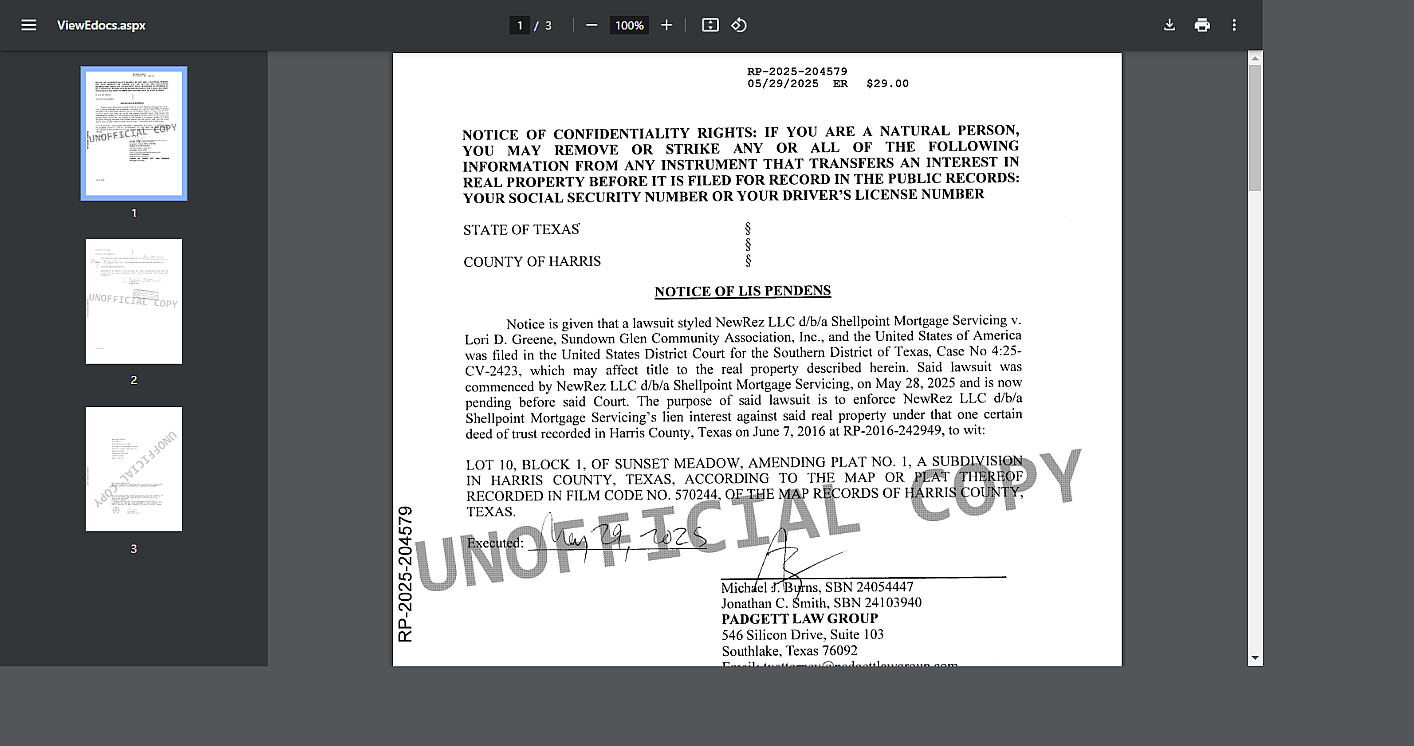 ViewEdocs.aspx
1 / 3
100%
1
2
3
RP-2025-204579
05/29/2025 ER $29.00
NOTICE OF CONFIDENTIALITY RIGHTS: IF YOU ARE A NATURAL PERSON,
YOU MAY REMOVE OR STRIKE ANY OR ALL OF THE FOLLOWING
INFORMATION FROM ANY INSTRUMENT THAT TRANSFERS AN INTEREST IN
REAL PROPERTY BEFORE IT IS FILED FOR RECORD IN THE PUBLIC RECORDS:
YOUR SOCIAL SECURITY NUMBER OR YOUR DRIVER'S LICENSE NUMBER
STATE OF TEXAS §
§
COUNTY OF HARRIS §
NOTICE OF LIS PENDENS
Notice is given that a lawsuit styled NewRez LLC d/b/a Shellpoint Mortgage Servicing v.
Lori D. Greene, Sundown Glen Community Association, Inc., and the United States of America
was filed in the United States District Court for the Southern District of Texas, Case No 4:25-
CV-2423, which may affect title to the real property described herein. Said lawsuit was
commenced by NewRez LLC d/b/a Shellpoint Mortgage Servicing, on May 28, 2025 and is now
pending before said Court. The purpose of said lawsuit is to enforce NewRez LLC d/b/a
Shellpoint Mortgage Servicing's lien interest against said real property under that one certain
deed of trust recorded in Harris County, Texas on June 7, 2016 at RP-2016-242949, to wit:
LOT 10, BLOCK 1, OF SUNSET MEADOW, AMENDING PLAT NO. 1, A SUBDIVISION
IN HARRIS COUNTY, TEXAS, ACCORDING TO THE MAP OR PLAT THEREOF
RECORDED IN FILM CODE NO. 570244, OF THE MAP RECORDS OF HARRIS COUNTY,
TEXAS.
Executed: May 29, 2025
UNOFFICIAL COPY
RP-2025-204579
Michael J. Burns, SBN 24054447
Jonathan C. Smith, SBN 24103940
PADGETT LAW GROUP
546 Silicon Drive, Suite 103
Southlake, Texas 76092
UNOFFICIAL COPY
UNOFFICIAL COPY
UNOFFICIAL COPY